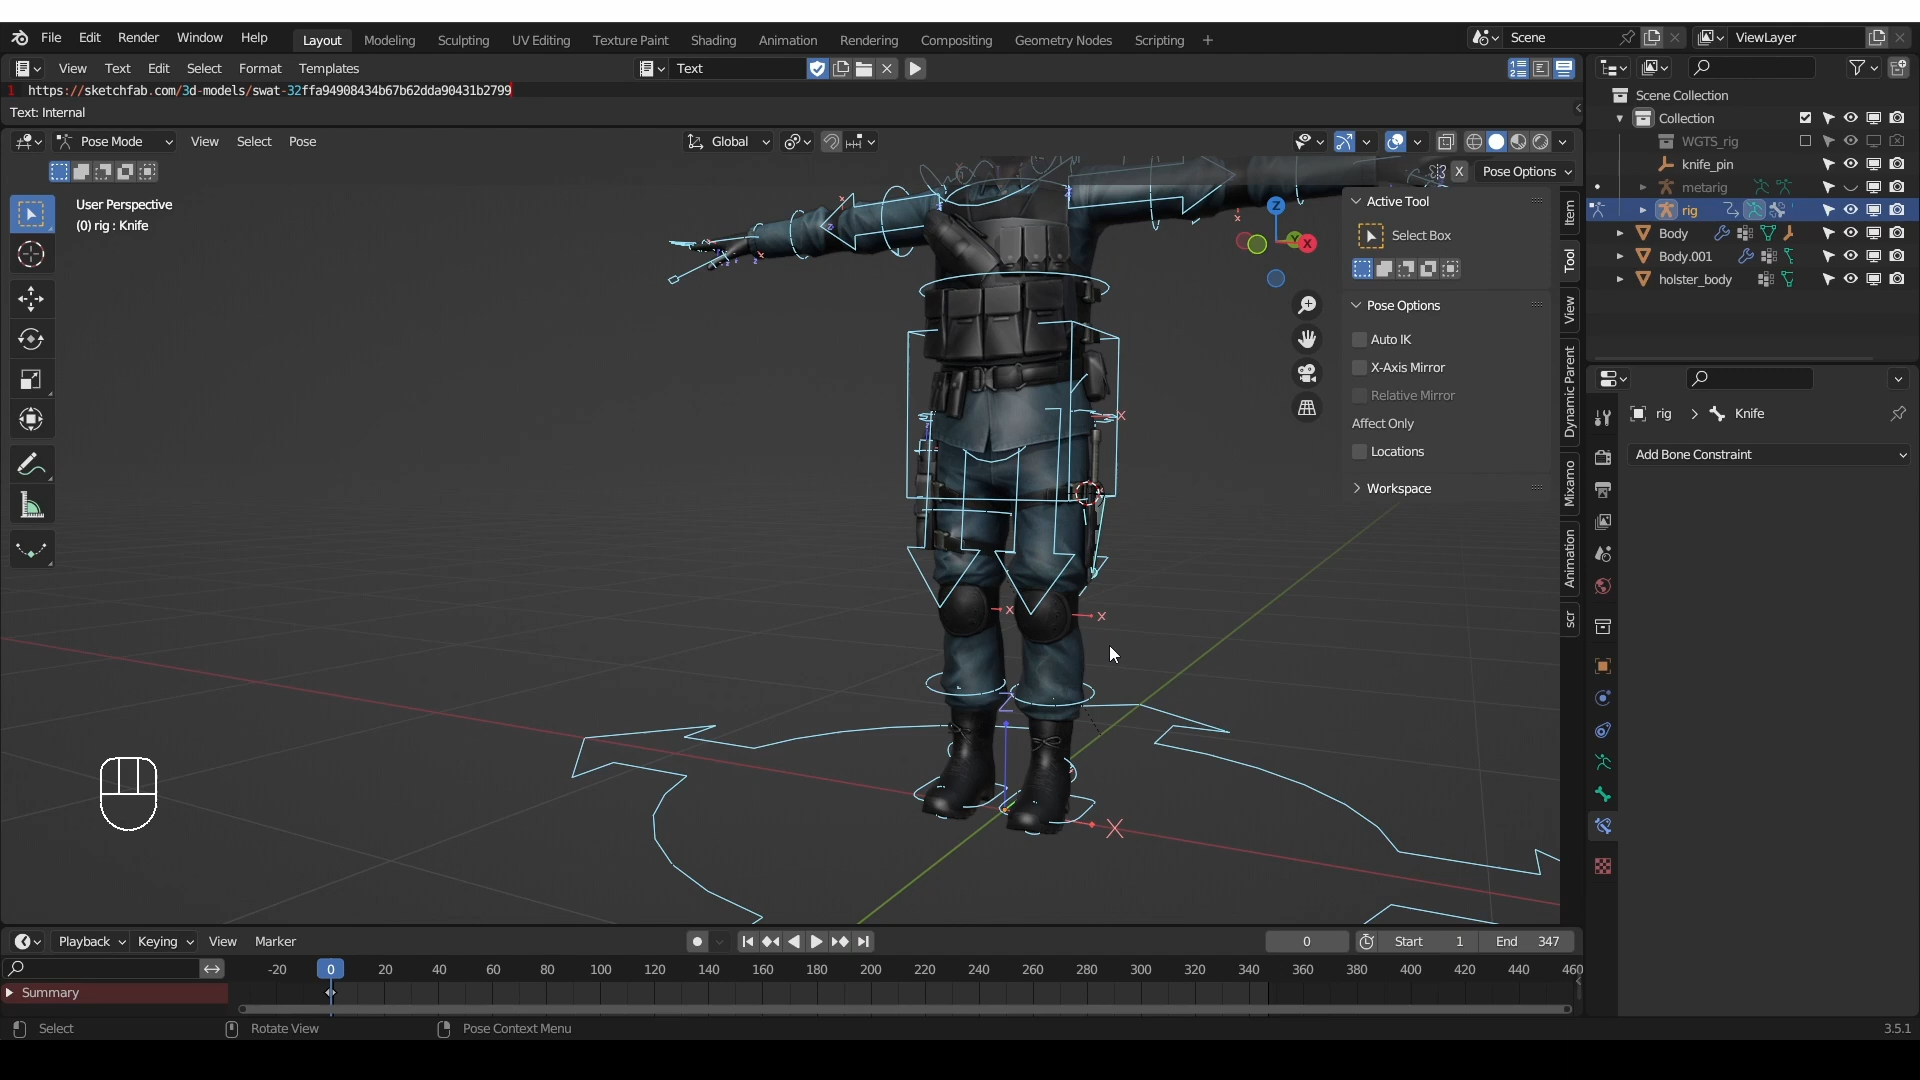 File Edit Render Window Help Layout Modeling Sculpting UV Editing Texture Paint Shading Animation Rendering Compositing Geometry Nodes Scripting + Scene ViewLayer
View Text Edit Select Format Templates Text
1 https://sketchfab.com/3d-models/swat-32ffa94908434b67b62dda90431b2799
Text: Internal
Pose Mode View Select Pose Global
X Pose Options
User Perspective
(0) rig : Knife
Z
Y
X
Active Tool
Select Box
Pose Options
Auto IK
X-Axis Mirror
Relative Mirror
Affect Only
Locations
Workspace
Item
Tool
View
Dynamic Parent
Mixamo
Animation
scr
Scene Collection
Collection
WGTS_rig
knife_pin
metarig
rig
Body
Body.001
holster_body
rig > Knife
Add Bone Constraint
X
X
X
Z
X
Playback Keying View Marker 0 Start 1 End 347
-20 0 20 40 60 80 100 120 140 160 180 200 220 240 260 280 300 320 340 360 380 400 420 440 460
Summary
Select Rotate View Pose Context Menu 3.5.1